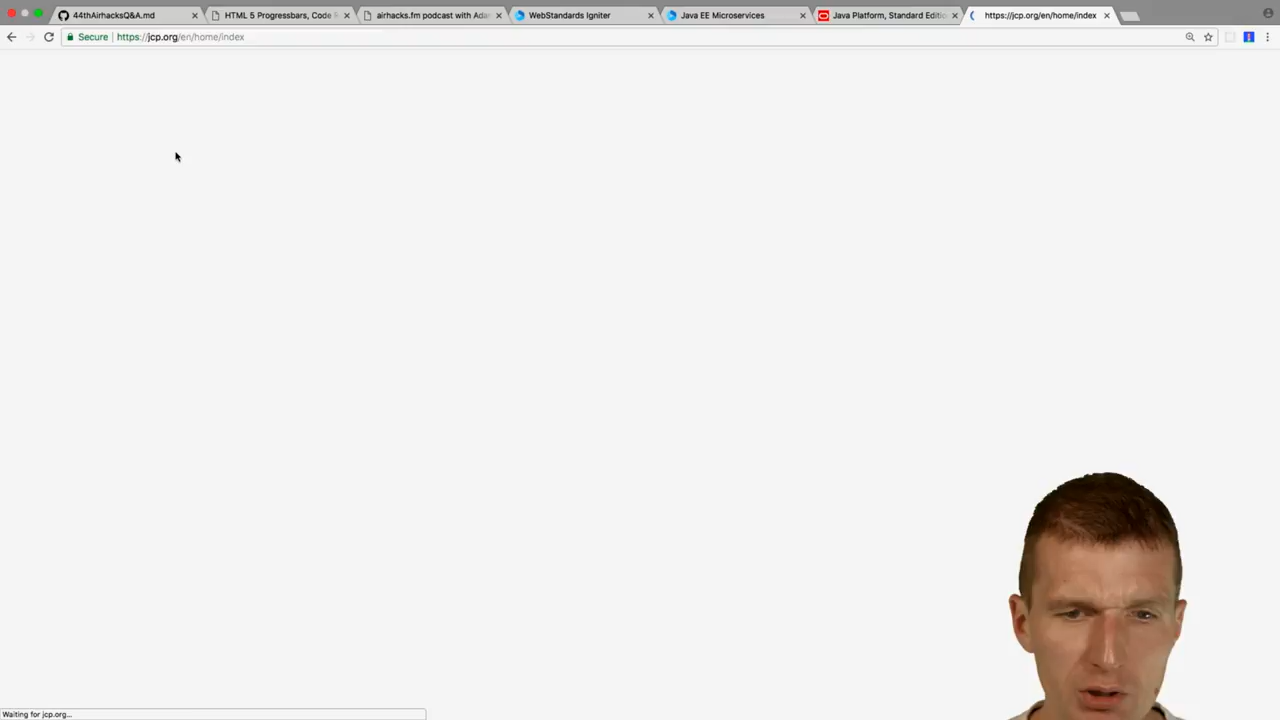 44thAirhacksQ&A.md
HTML 5 Progressbars, Code
airhacks.fm podcast with Ada
WebStandards Igniter
Java EE Microservices
Java Platform, Standard Editi
https://jcp.org/en/home/index
Secure
https://jcp.org/en/home/index
Waiting for jcp.org...